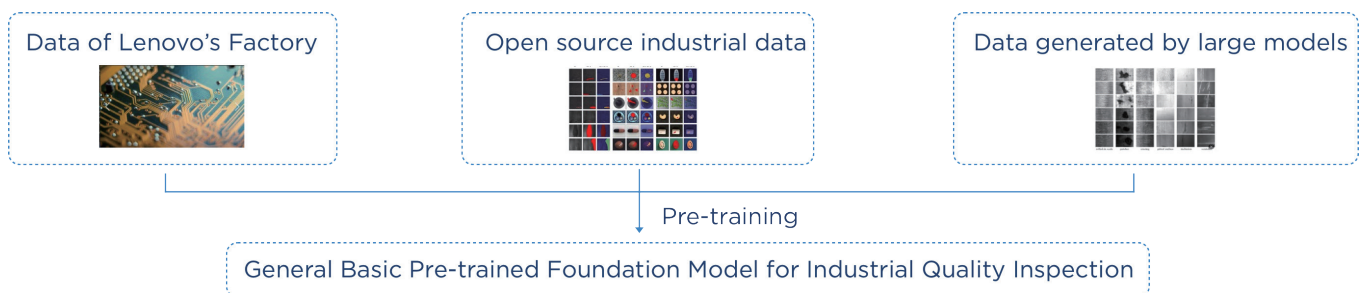 Data of Lenovo's Factory
Open source industrial data
Data generated by large models
Pre-training
General Basic Pre-trained Foundation Model for Industrial Quality Inspection